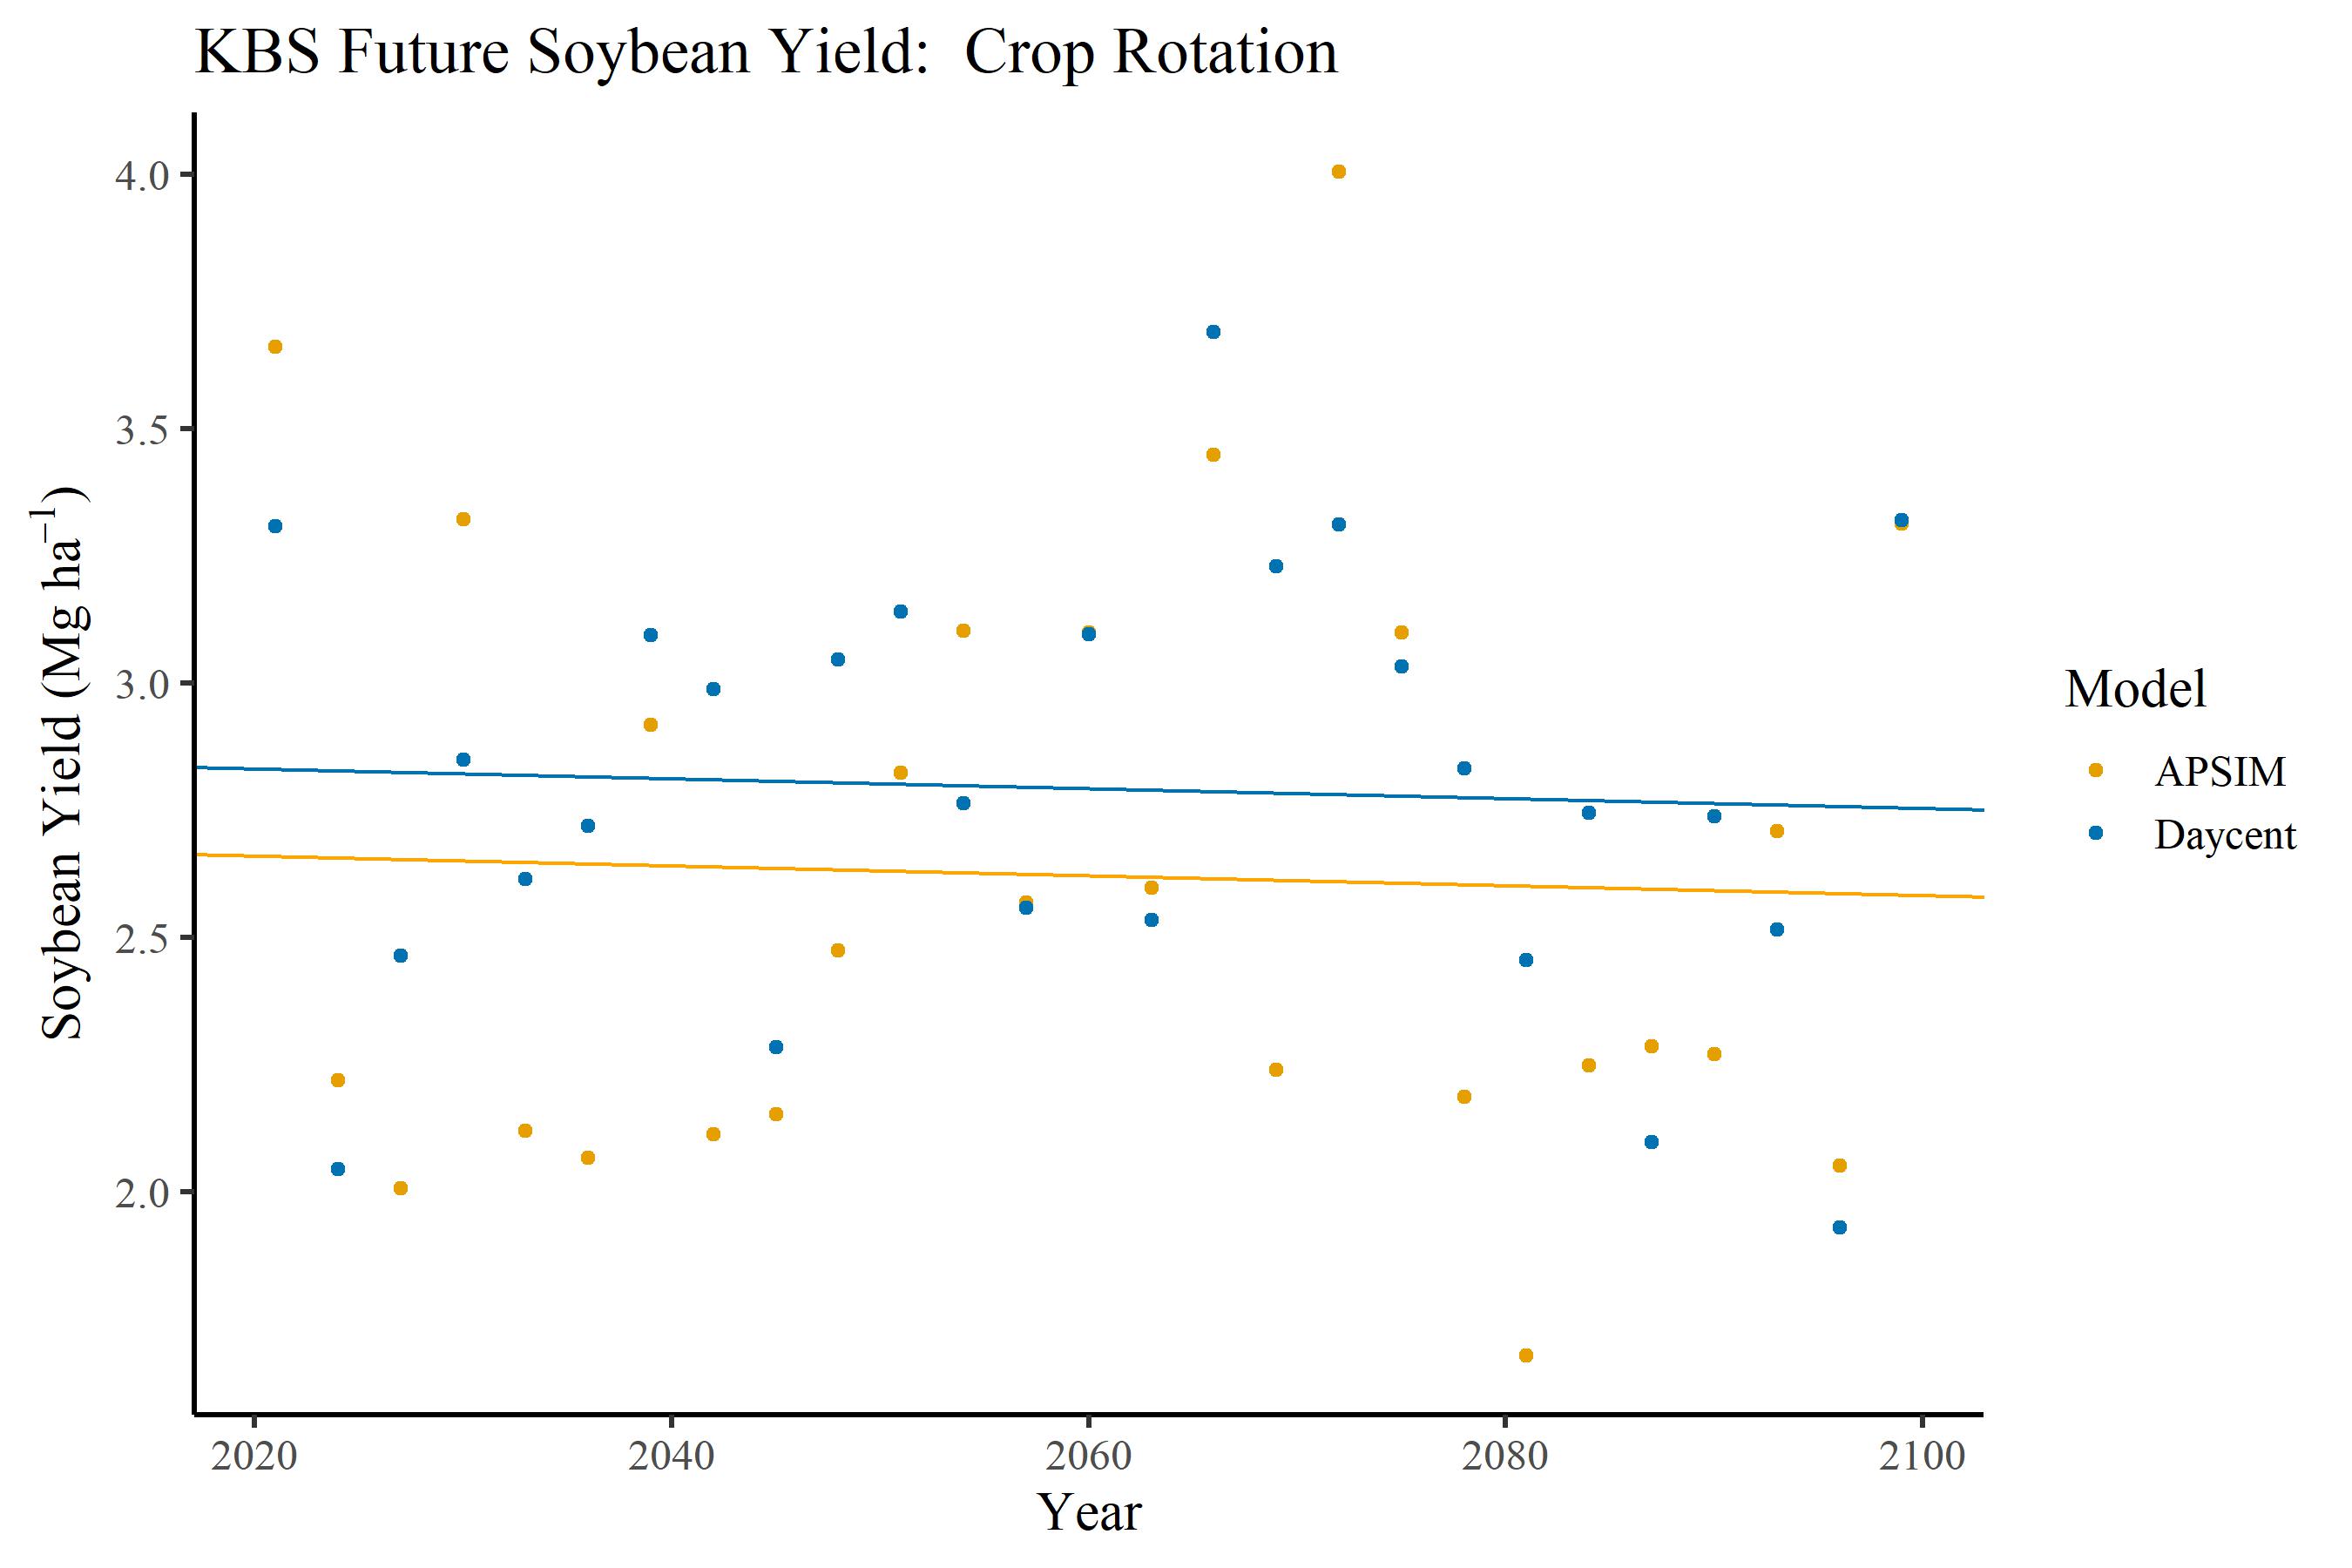 KBS Future Soybean Yield:  Crop Rotation
Soybean Yield (Mg ha⁻¹)
4.0
3.5
3.0
2.5
2.0
2020 2040 2060 2080 2100
Year
Model
APSIM
Daycent